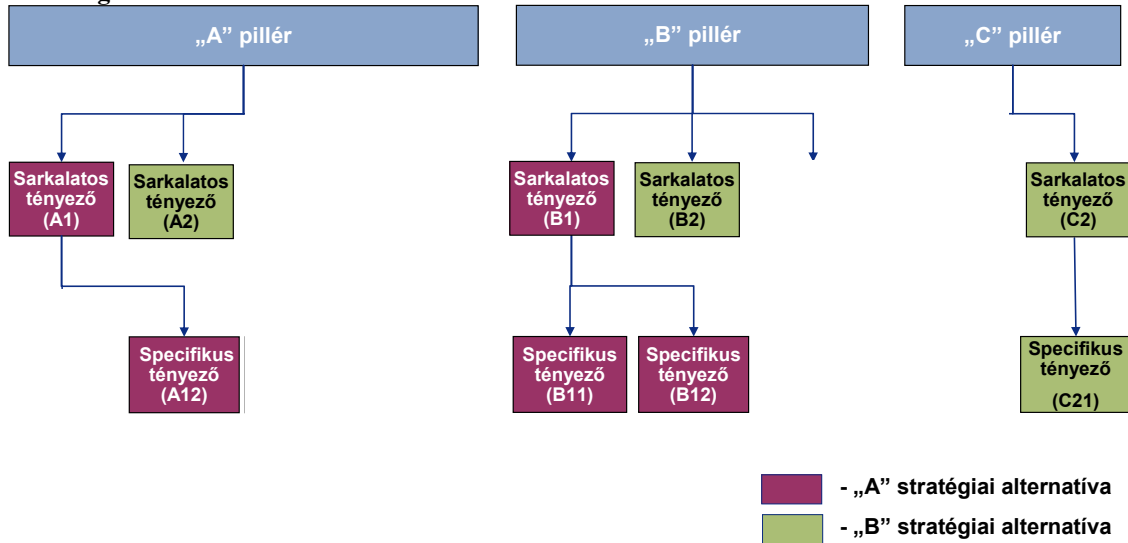 „A” pillér
„B” pillér
„C” pillér
Sarkalatos
tényező
(A1)
Sarkalatos
tényező
(A2)
Sarkalatos
tényező
(B1)
Sarkalatos
tényező
(B2)
Sarkalatos
tényező
(C2)
Specifikus
tényező
(A12)
Specifikus
tényező
(B11)
Specifikus
tényező
(B12)
Specifikus
tényező
(C21)
- „A” stratégiai alternatíva
- „B” stratégiai alternatíva